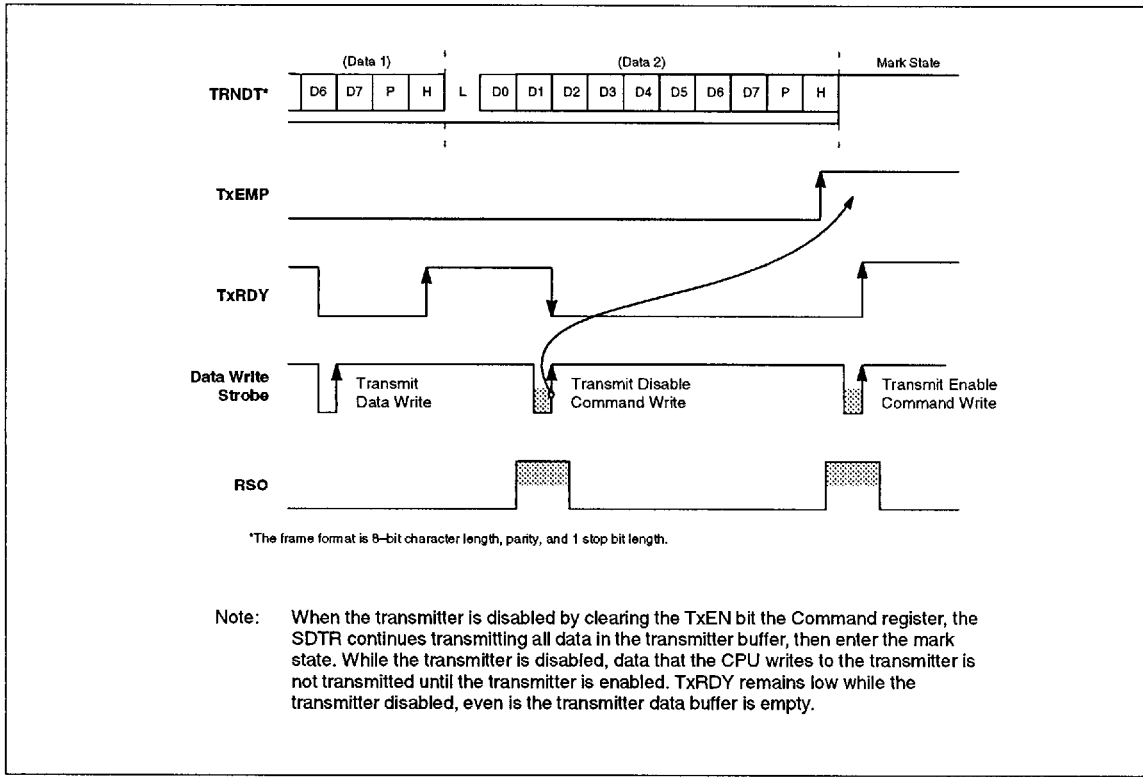 (Data 1) (Data 2) Mark State
TRNDT* D6 D7 P H L D0 D1 D2 D3 D4 D5 D6 D7 P H
TxEMP
TxRDY
Data Write
Strobe
Transmit
Data Write
Transmit Disable
Command Write
Transmit Enable
Command Write
RSO
*The frame format is 8–bit character length, parity, and 1 stop bit length.
Note: When the transmitter is disabled by clearing the TxEN bit the Command register, the
SDTR continues transmitting all data in the transmitter buffer, then enter the mark
state. While the transmitter is disabled, data that the CPU writes to the transmitter is
not transmitted until the transmitter is enabled. TxRDY remains low while the
transmitter disabled, even is the transmitter data buffer is empty.